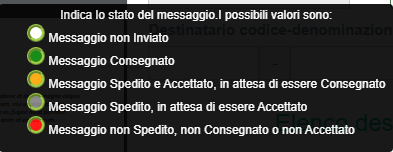 Indica lo stato del messaggio.I possibili valori sono:
Messaggio non Inviato
Messaggio Consegnato
Messaggio Spedito e Accettato, in attesa di essere Consegnato
Messaggio Spedito, in attesa di essere Accettato
Messaggio non Spedito, non Consegnato o non Accettato